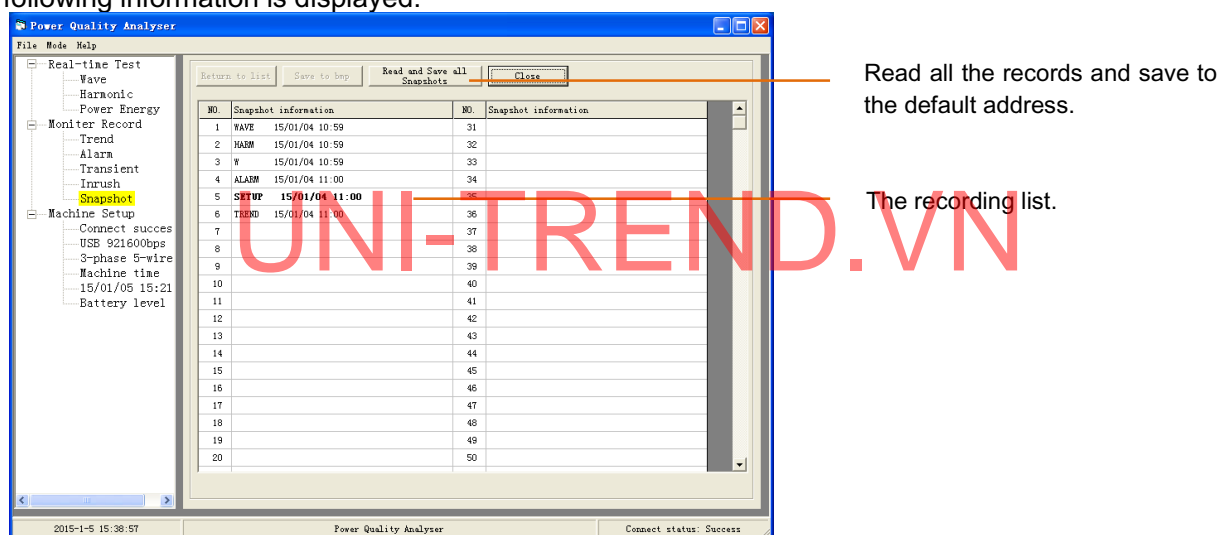 following information is displayed:
Power Quality Analyser
File Mode Help
Real-time Test
Wave
Harmonic
Power Energy
Moniter Record
Trend
Alarm
Transient
Inrush
Snapshot
Machine Setup
Connect succes
USB 921600bps
3-phase 5-wire
Machine time
15/01/05 15:21
Battery level
Return to list Save to bmp Read and Save all Snapshots Close
NO. Snapshot information NO. Snapshot information
1 WAVE 15/01/04 10:59 31
2 HARM 15/01/04 10:59 32
3 W 15/01/04 10:59 33
4 ALARM 15/01/04 11:00 34
5 SETUP 15/01/04 11:00 35
6 TREND 15/01/04 11:00 36
7 37
8 38
9 39
10 40
11 41
12 42
13 43
14 44
15 45
16 46
17 47
18 48
19 49
20 50
2015-1-5 15:38:57 Power Quality Analyser Connect status: Success
Read all the records and save to
the default address.
The recording list.
UNI-TREND.VN